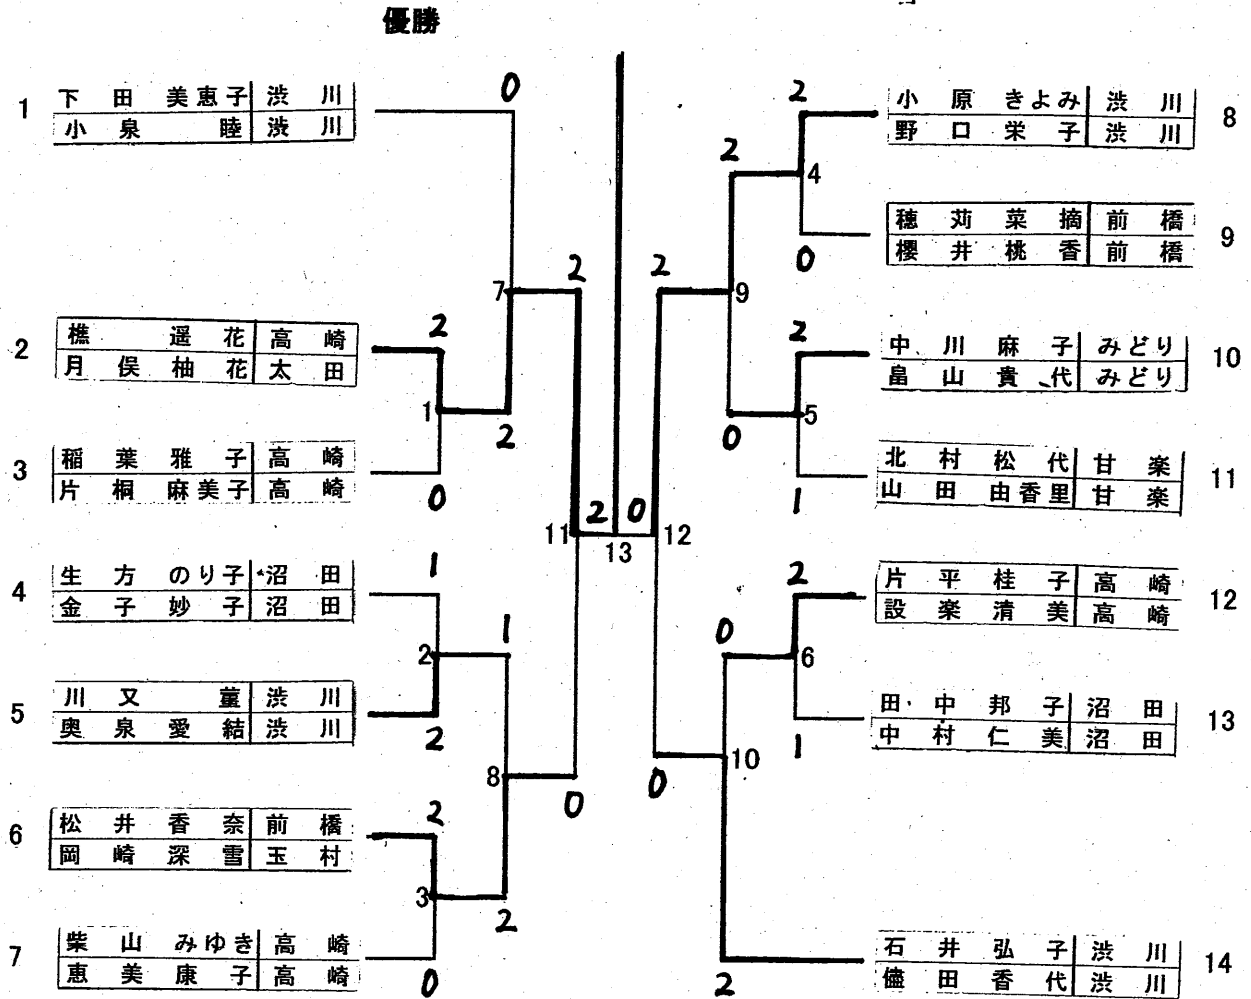 優勝
1
下田美恵子 渋川
小泉睦 渋川
2
樵遥花 高崎
月俣柚花 太田
3
稲葉雅子 高崎
片桐麻美子 高崎
4
生方のり子 沼田
金子妙子 沼田
5
川又菫 渋川
奥泉愛結 渋川
6
松井香奈 前橋
岡崎深雪 玉村
7
柴山みゆき 高崎
恵美康子 高崎
0
2
7
2
1
2
0
1
2
1
2
8
0
2
3
2
0
11
2
0
13
12
2
2
9
2
4
0
2
5
0
1
2
0
6
1
10
0
2
小原きよみ 渋川
野口栄子 渋川
8
穂苅菜摘 前橋
櫻井桃香 前橋
9
中川麻子 みどり
畠山貴代 みどり
10
北村松代 甘楽
山田由香里 甘楽
11
片平桂子 高崎
設楽清美 高崎
12
田中邦子 沼田
中村仁美 沼田
13
石井弘子 渋川
儘田香代 渋川
14